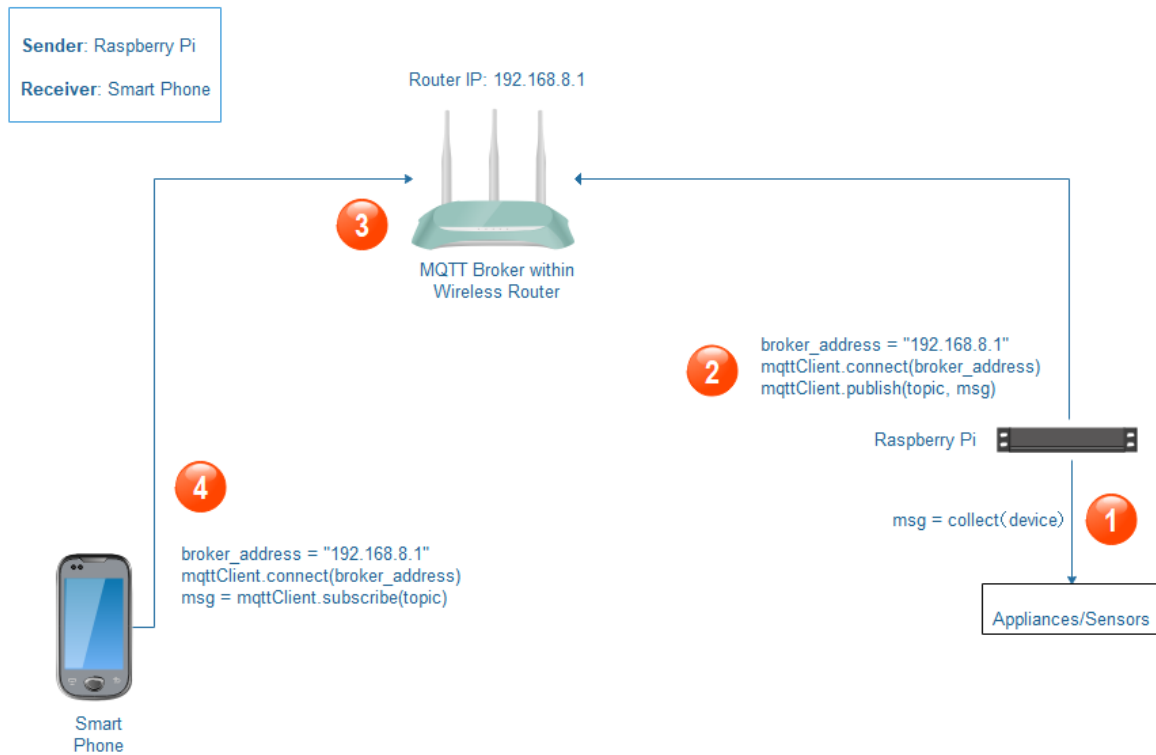 Sender: Raspberry Pi
Receiver: Smart Phone
Router IP: 192.168.8.1
3
MQTT Broker within
Wireless Router
2
broker_address = "192.168.8.1"
mqttClient.connect(broker_address)
mqttClient.publish(topic, msg)
Raspberry Pi
1
msg = collect(device)
Appliances/Sensors
4
broker_address = "192.168.8.1"
mqttClient.connect(broker_address)
msg = mqttClient.subscribe(topic)
Smart
Phone